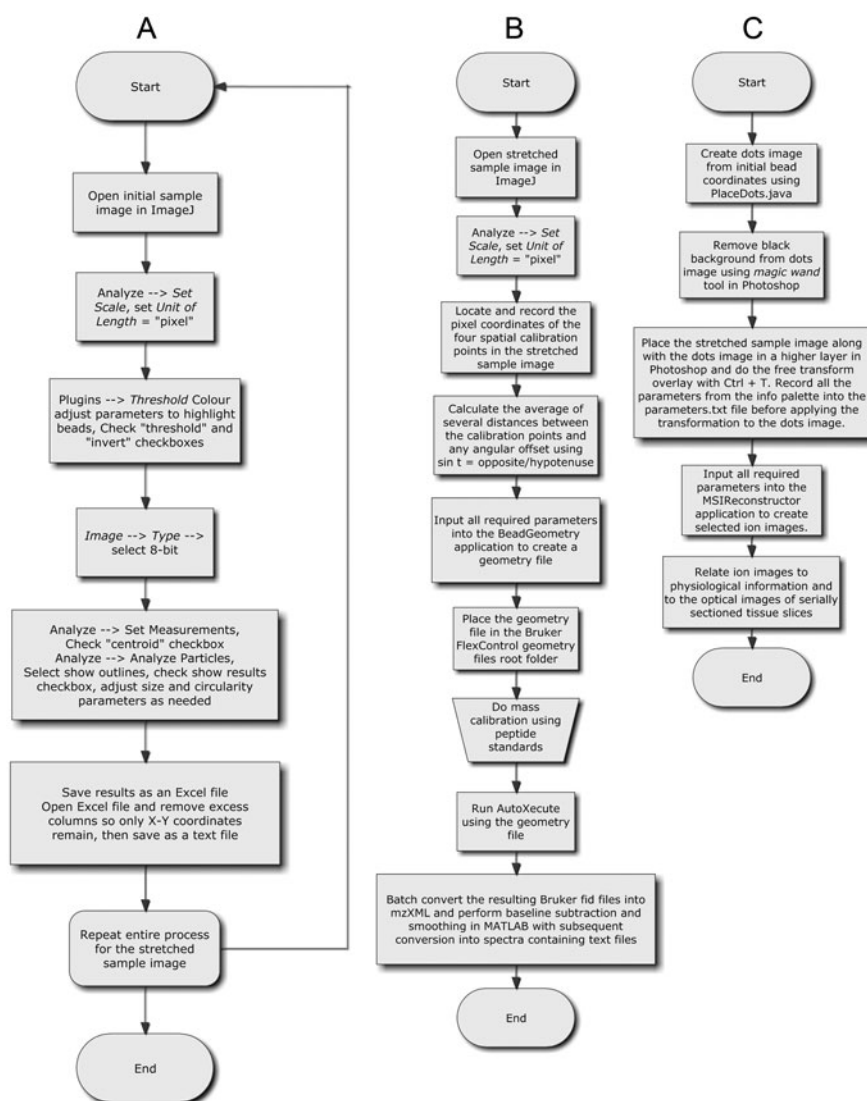 A
Start
Open initial sample
image in ImageJ
Analyze --> Set
Scale, set Unit of
Length = "pixel"
Plugins --> Threshold Colour
adjust parameters to highlight
beads, Check "threshold" and
"invert" checkboxes
Image --> Type -->
select 8-bit
Analyze --> Set Measurements,
Check "centroid" checkbox
Analyze --> Analyze Particles,
Select show outlines, check show results
checkbox, adjust size and circularity
parameters as needed
Save results as an Excel file
Open Excel file and remove excess
columns so only X-Y coordinates
remain, then save as a text file
Repeat entire process
for the stretched
sample image
End
B
Start
Open stretched
sample image in
ImageJ
Analyze --> Set
Scale, set Unit of
Length = "pixel"
Locate and record the
pixel coordinates of the
four spatial calibration
points in the stretched
sample image
Calculate the average of
several distances between
the calibration points and
any angular offset using
sin t = opposite/hypotenuse
Input all required parameters
into the BeadGeometry
application to create a
geometry file
Place the geometry
file in the Bruker
FlexControl geometry
files root folder
Do mass
calibration using
peptide
standards
Run AutoXecute
using the geometry
file
Batch convert the resulting Bruker fid files into
mzXML and perform baseline subtraction and
smoothing in MATLAB with subsequent
conversion into spectra containing text files
End
C
Start
Create dots image
from initial bead
coordinates using
PlaceDots.java
Remove black
background from dots
image using magic wand
tool in Photoshop
Place the stretched sample image along
with the dots image in a higher layer in
Photoshop and do the free transform
overlay with Ctrl + T. Record all the
parameters from the info palette into the
parameters.txt file before applying the
transformation to the dots image.
Input all required
parameters into the
MSIReconstructor
application to create
selected ion images.
Relate ion images to
physiological information and
to the optical images of serially
sectioned tissue slices
End